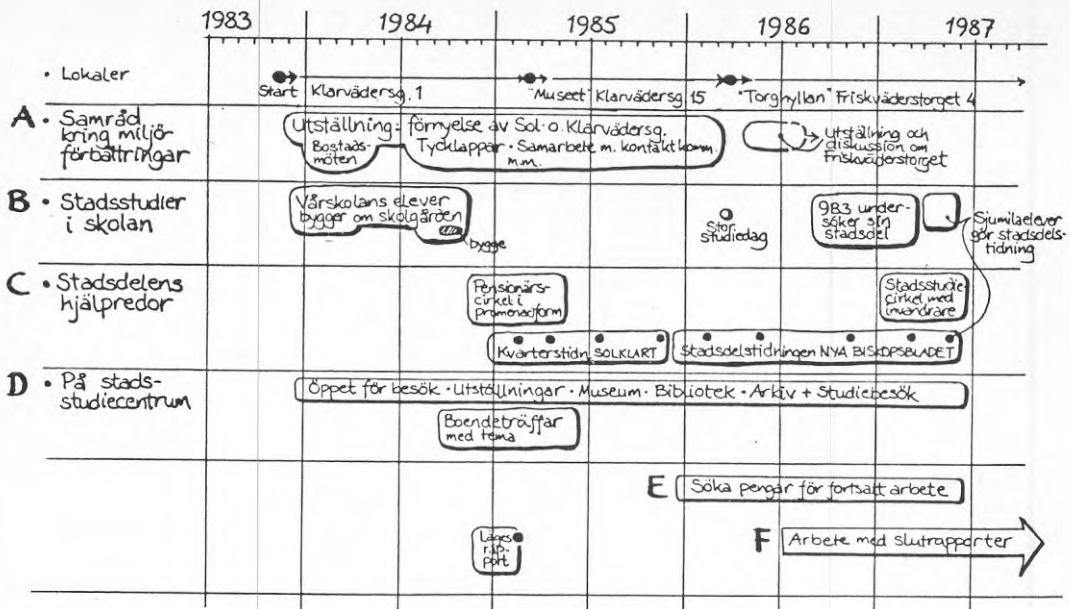 1983 1984 1985 1986 1987
• Lokaler
Start Klarvädersg. 1
"Museet" Klarvädersg. 15
"Torghyllan" Friskväderstorget 4
A • Samråd
kring miljö-
förbättringar
Utställning: förnyelse av Sol- o. Klarvädersg.
Bostads-
möten
Tycklappar · Samarbete m. kontaktkomm.
m.m.
Utställning och
diskussion om
Friskväderstorget
B • Stadsstudier
i skolan
Vårskolans elever
bygger om skolgården
bygge
Stor
studiedag
9B3 under-
söker sin
stadsdel
Sjumilaelever
gör stadsdels-
tidning
C • Stadsdelens
hjälpredor
Pensionärs-
cirkel i
promenadform
Stadsstudie-
cirkel med
invandrare
Kvarterstidn. SOLKLART
Stadsdelstidningen NYA BISKOPSBLADET
D • På stads-
studiecentrum
Öppet för besök · Utställningar · Museum · Bibliotek · Arkiv + Studiebesök
Boendeträffar
med tema
E Söka pengar för fortsatt arbete
Läges
rap-
port
F Arbete med slutrapporter